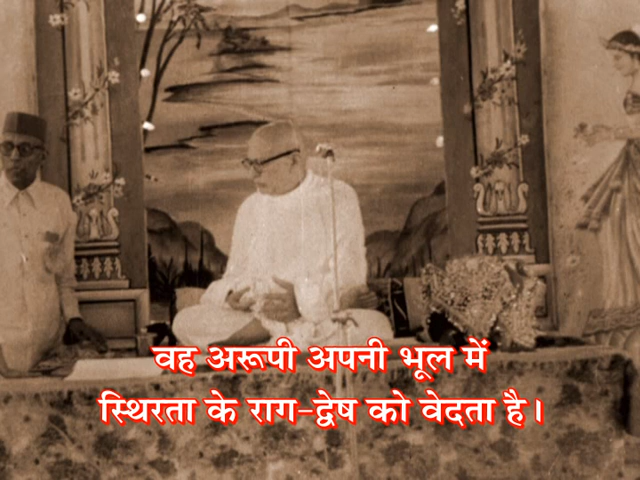 वह अरूपी अपनी भूल में
स्थिरता के राग-द्वेष को वेदता है।